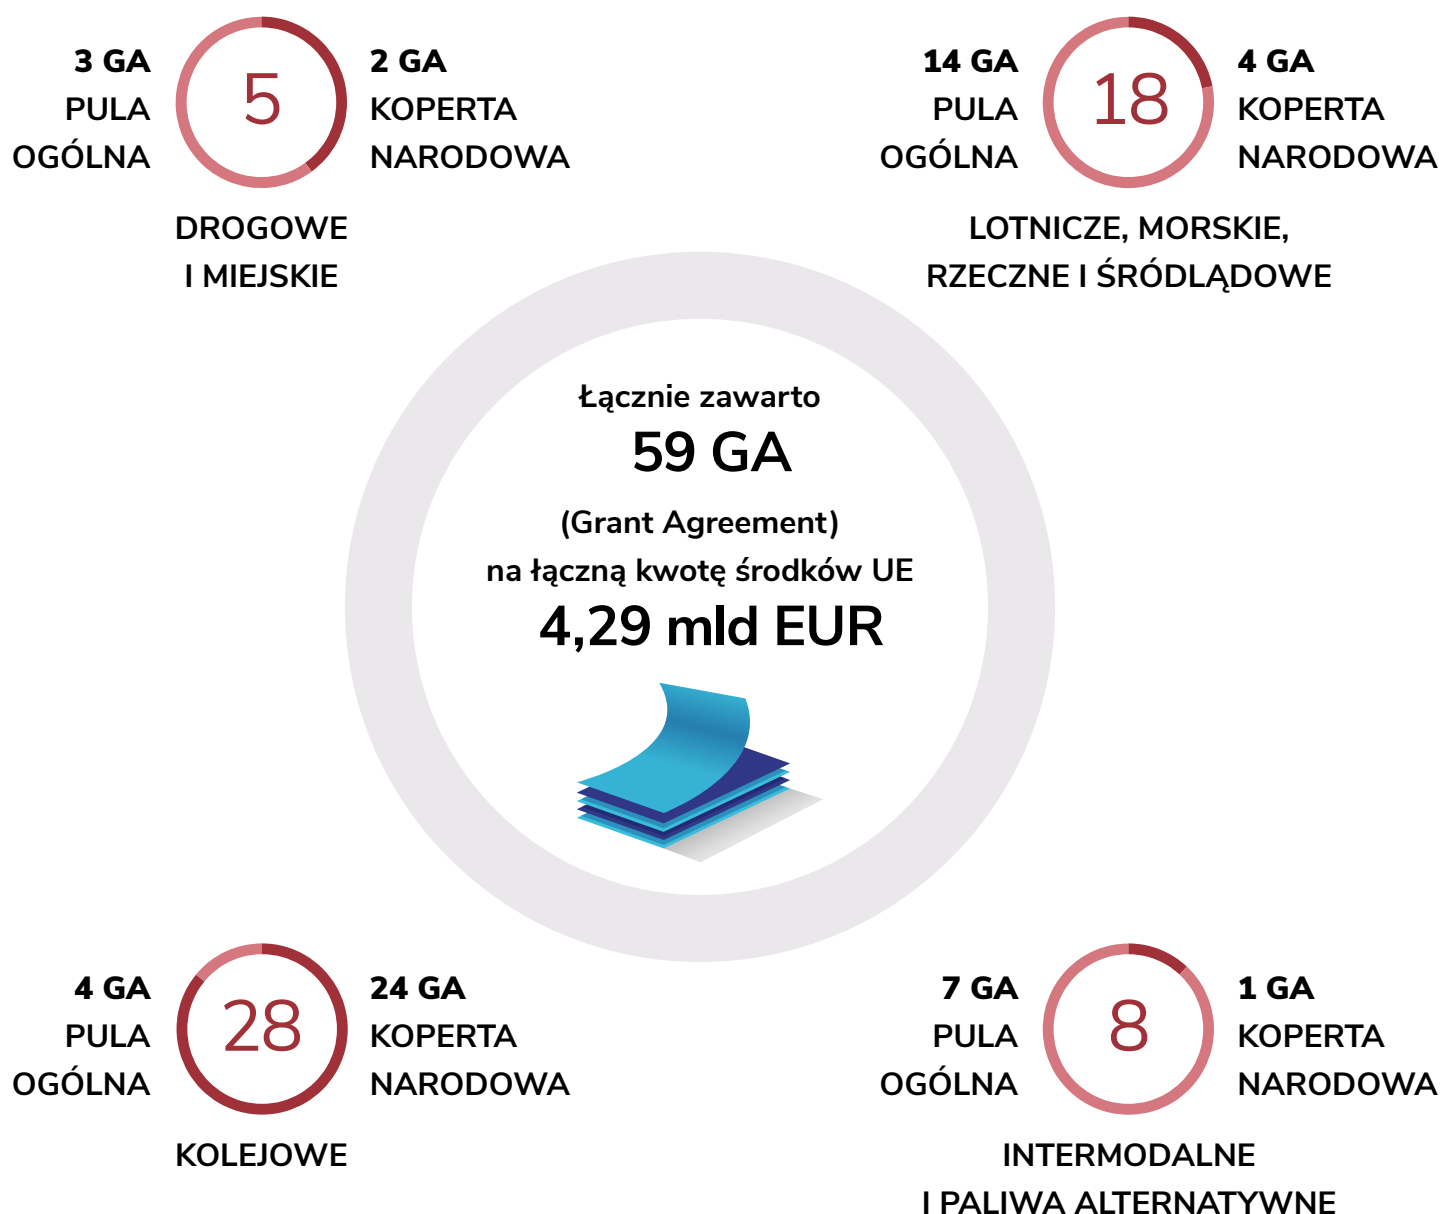 3 GA
PULA
OGÓLNA
5
2 GA
KOPERTA
NARODOWA
DROGOWE
I MIEJSKIE
14 GA
PULA
OGÓLNA
18
4 GA
KOPERTA
NARODOWA
LOTNICZE, MORSKIE,
RZECZNE I ŚRÓDLĄDOWE
Łącznie zawarto
59 GA
(Grant Agreement)
na łączną kwotę środków UE
4,29 mld EUR
4 GA
PULA
OGÓLNA
28
24 GA
KOPERTA
NARODOWA
KOLEJOWE
7 GA
PULA
OGÓLNA
8
1 GA
KOPERTA
NARODOWA
INTERMODALNE
I PALIWA ALTERNATYWNE